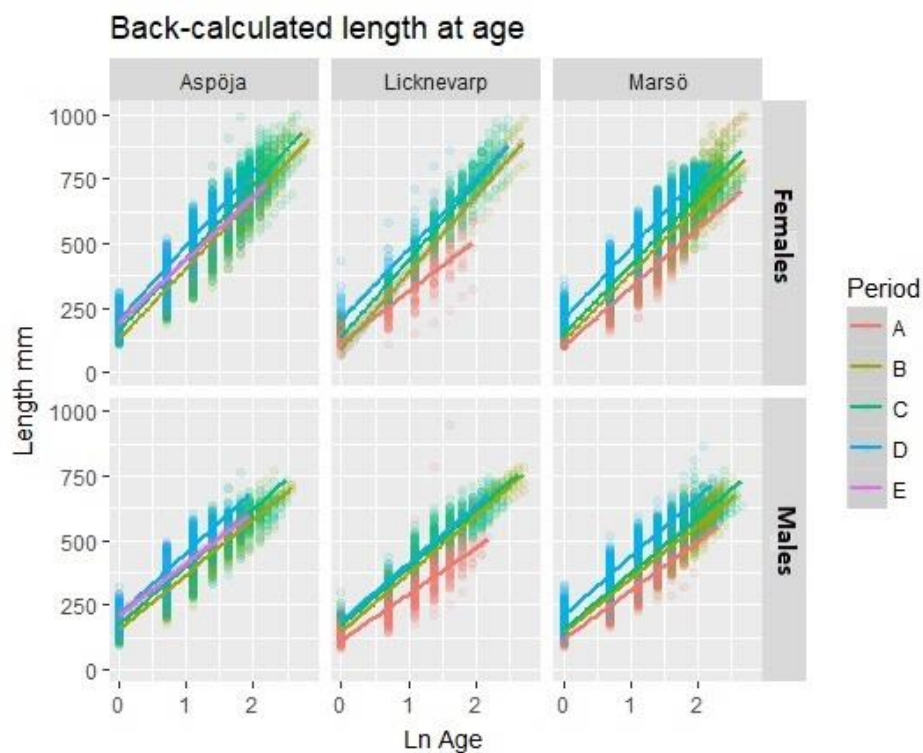 Back-calculated length at age
Aspöja
Licknevarp
Marsö
1000
750
500
250
0
Females
1000
750
500
250
0
Males
0
1
2
0
1
2
0
1
2
Length mm
Ln Age
Period
A
B
C
D
E